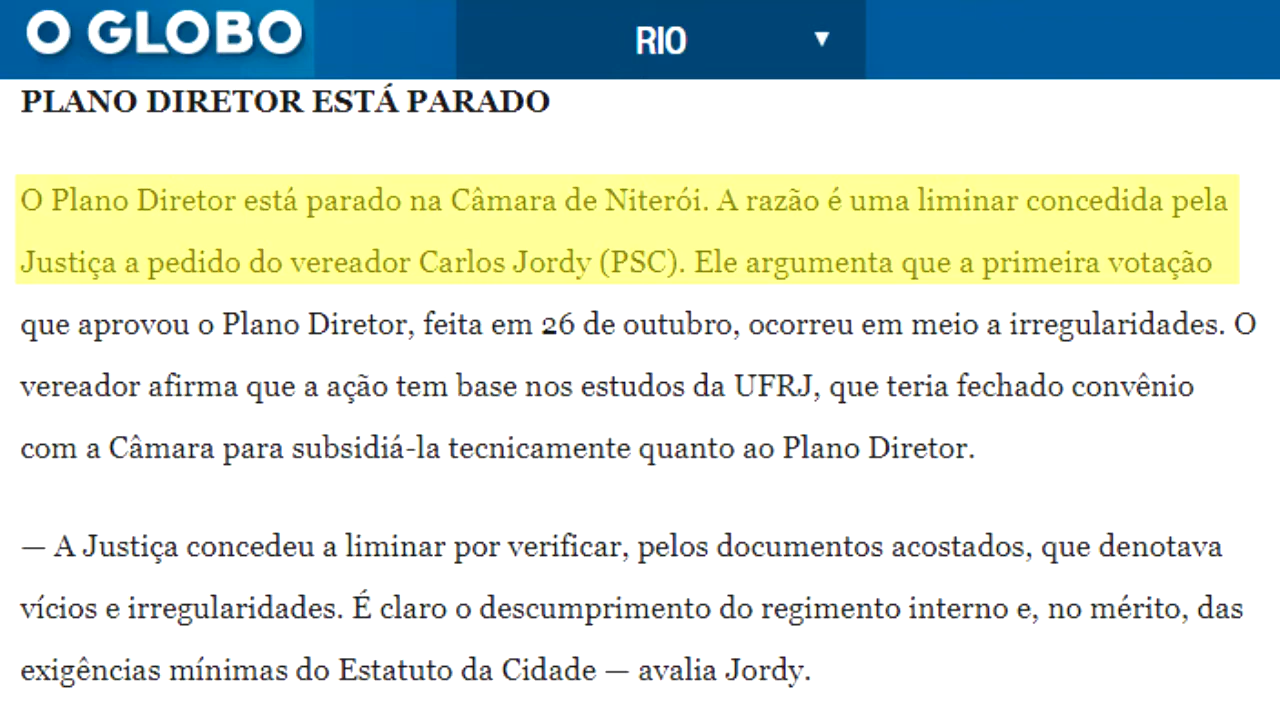 O GLOBO
RIO
PLANO DIRETOR ESTÁ PARADO
O Plano Diretor está parado na Câmara de Niterói. A razão é uma liminar concedida pela
Justiça a pedido do vereador Carlos Jordy (PSC). Ele argumenta que a primeira votação
que aprovou o Plano Diretor, feita em 26 de outubro, ocorreu em meio a irregularidades. O
vereador afirma que a ação tem base nos estudos da UFRJ, que teria fechado convênio
com a Câmara para subsidiá-la tecnicamente quanto ao Plano Diretor.
— A Justiça concedeu a liminar por verificar, pelos documentos acostados, que denotava
vícios e irregularidades. É claro o descumprimento do regimento interno e, no mérito, das
exigências mínimas do Estatuto da Cidade — avalia Jordy.